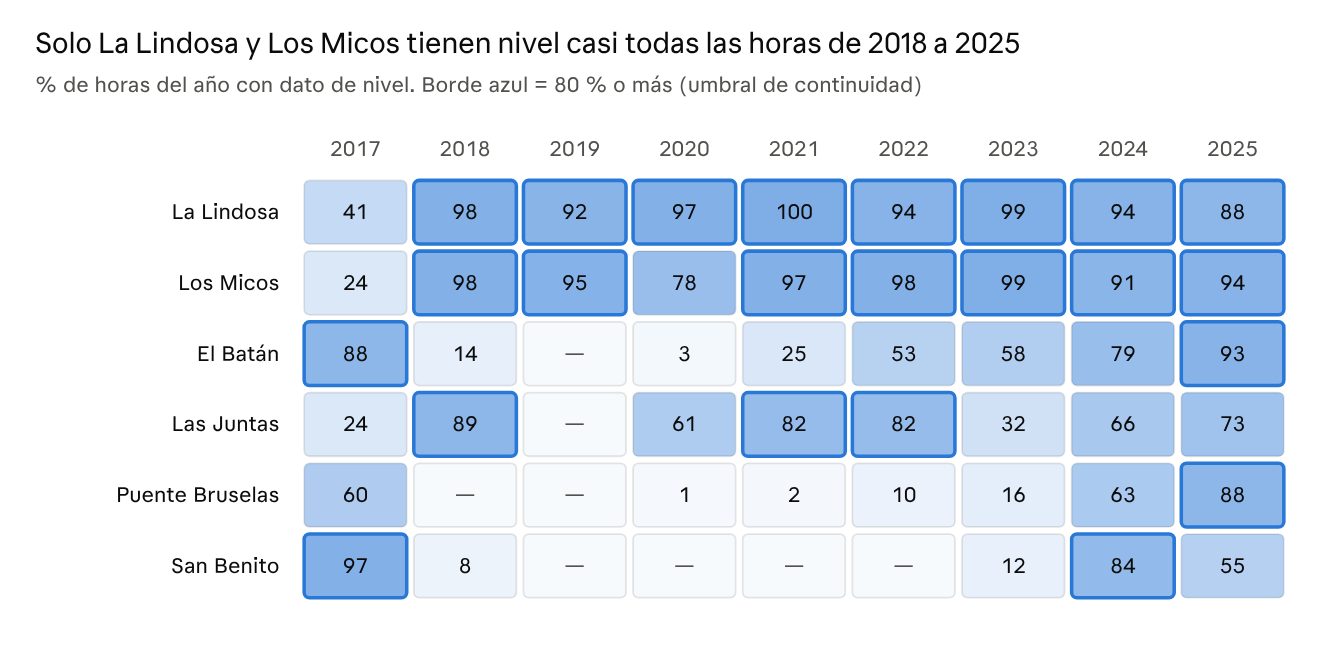 Solo La Lindosa y Los Micos tienen nivel casi todas las horas de 2018 a 2025
% de horas del año con dato de nivel. Borde azul = 80 % o más (umbral de continuidad)
2017 2018 2019 2020 2021 2022 2023 2024 2025
La Lindosa 41 98 92 97 100 94 99 94 88
Los Micos 24 98 95 78 97 98 99 91 94
El Batán 88 14 — 3 25 53 58 79 93
Las Juntas 24 89 — 61 82 82 32 66 73
Puente Bruselas 60 — — 1 2 10 16 63 88
San Benito 97 8 — — — — 12 84 55